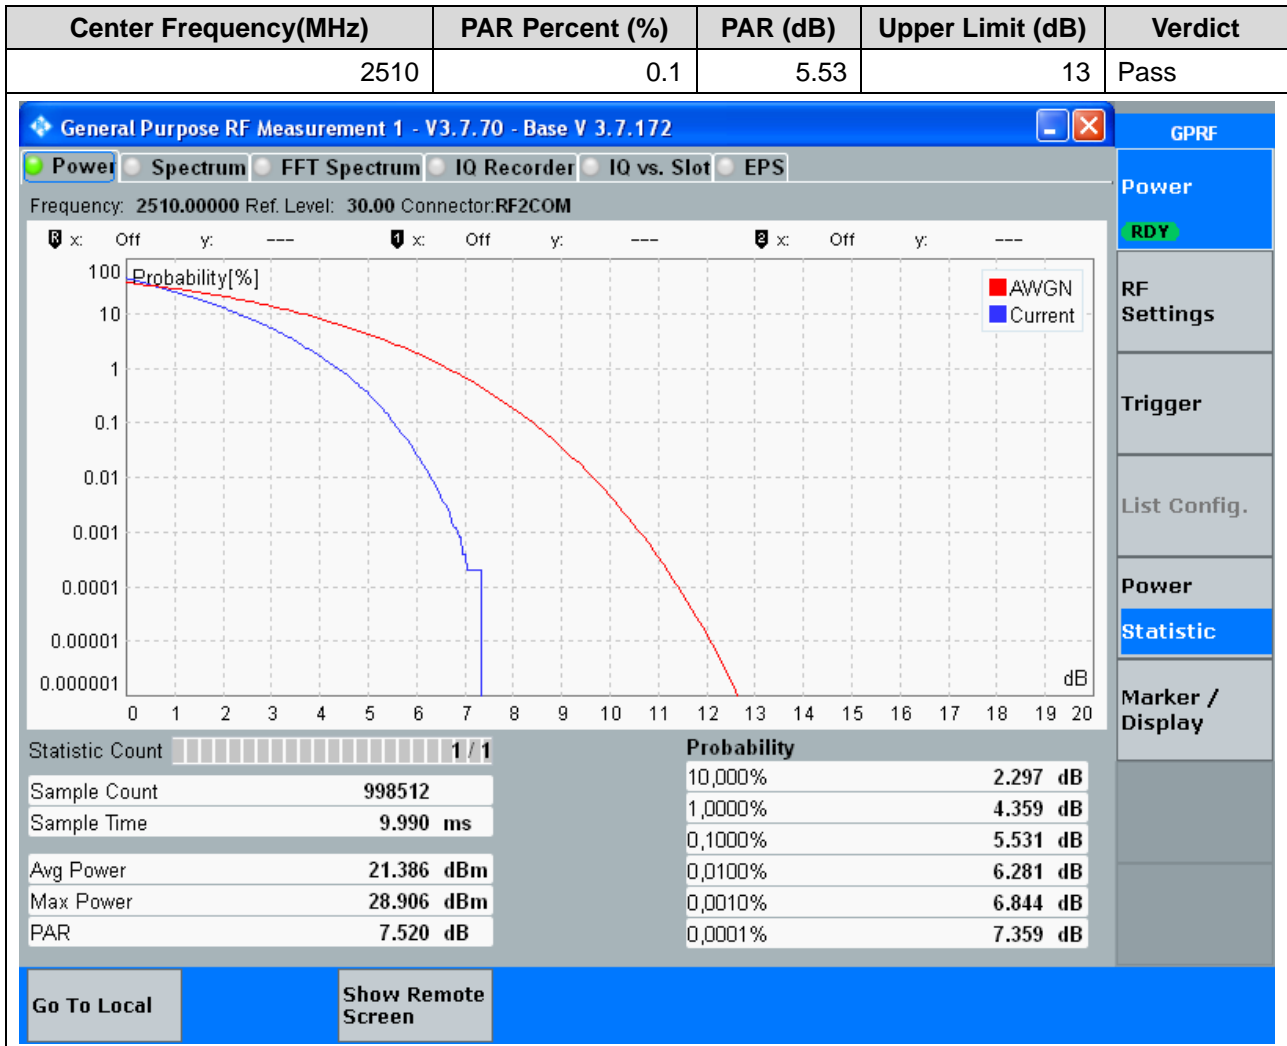 Center Frequency(MHz) PAR Percent (%) PAR (dB) Upper Limit (dB) Verdict
2510 0.1 5.53 13 Pass
General Purpose RF Measurement 1 - V3.7.70 - Base V 3.7.172
GPRF
Power Spectrum FFT Spectrum IQ Recorder IQ vs. Slot EPS
Frequency: 2510.00000 Ref. Level: 30.00 Connector:RF2COM
R x: Off y: --- 1 x: Off y: --- 2 x: Off y: ---
Probability[%]
100
10
1
0.1
0.01
0.001
0.0001
0.00001
0.000001
AWGN
Current
dB
0 1 2 3 4 5 6 7 8 9 10 11 12 13 14 15 16 17 18 19 20
Power
RDY
RF
Settings
Trigger
List Config.
Power
Statistic
Marker /
Display
Statistic Count 1 / 1
Sample Count 998512
Sample Time 9.990 ms
Avg Power 21.386 dBm
Max Power 28.906 dBm
PAR 7.520 dB
Probability
10,000% 2.297 dB
1,0000% 4.359 dB
0,1000% 5.531 dB
0,0100% 6.281 dB
0,0010% 6.844 dB
0,0001% 7.359 dB
Go To Local
Show Remote
Screen